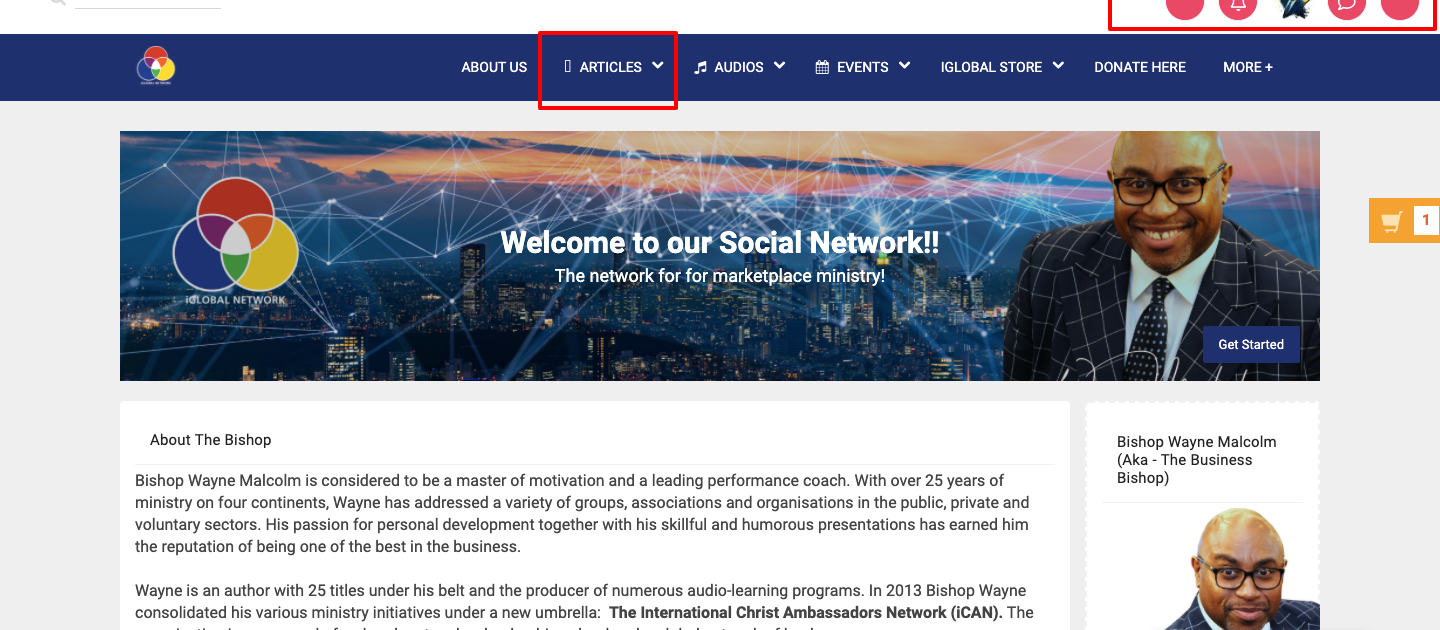 ABOUT US ARTICLES AUDIOS EVENTS IGLOBAL STORE DONATE HERE MORE +
iGLOBAL NETWORK
Welcome to our Social Network!!
The network for for marketplace ministry!
Get Started
1
About The Bishop
Bishop Wayne Malcolm is considered to be a master of motivation and a leading performance coach. With over 25 years of
ministry on four continents, Wayne has addressed a variety of groups, associations and organisations in the public, private and
voluntary sectors. His passion for personal development together with his skillful and humorous presentations has earned him
the reputation of being one of the best in the business.
Wayne is an author with 25 titles under his belt and the producer of numerous audio-learning programs. In 2013 Bishop Wayne
consolidated his various ministry initiatives under a new umbrella: The International Christ Ambassadors Network (iCAN). The
Bishop Wayne Malcolm
(Aka - The Business
Bishop)